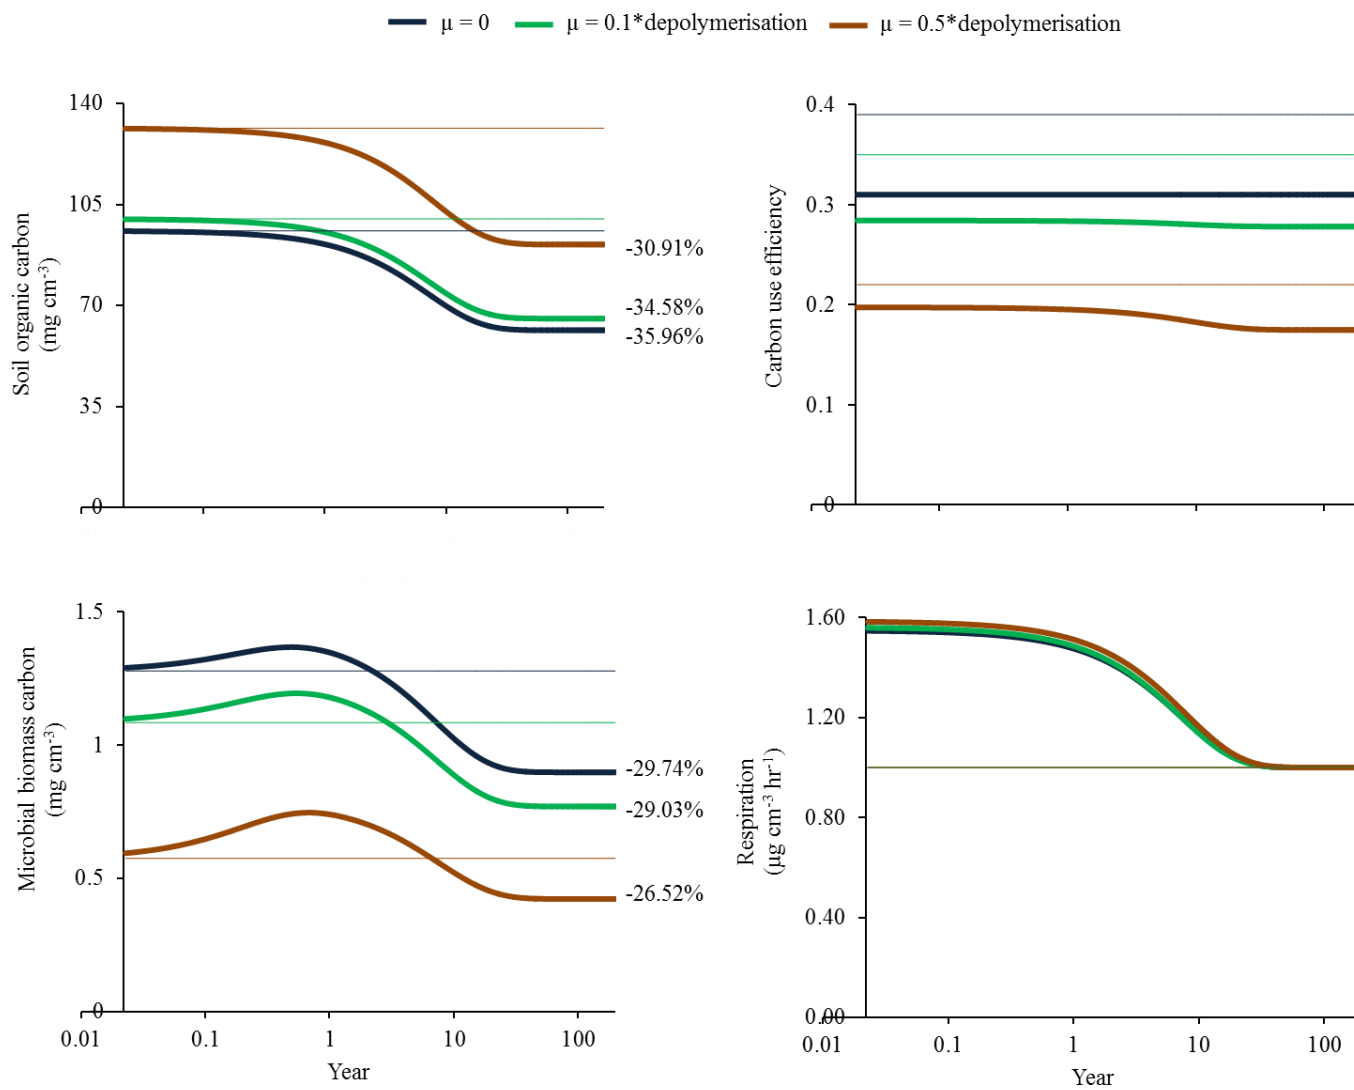 μ = 0 μ = 0.1*depolymerisation μ = 0.5*depolymerisation
Soil organic carbon
(mg cm-3)
140
105
70
35
0
-30.91%
-34.58%
-35.96%
Carbon use efficiency
0.4
0.3
0.2
0.1
0
Microbial biomass carbon
(mg cm-3)
1.5
1
0.5
0
-29.74%
-29.03%
-26.52%
0.01 0.1 1 10 100
Year
Respiration
(μg cm-3 hr-1)
1.60
1.20
0.80
0.40
0.00
0.01 0.1 1 10 100
Year